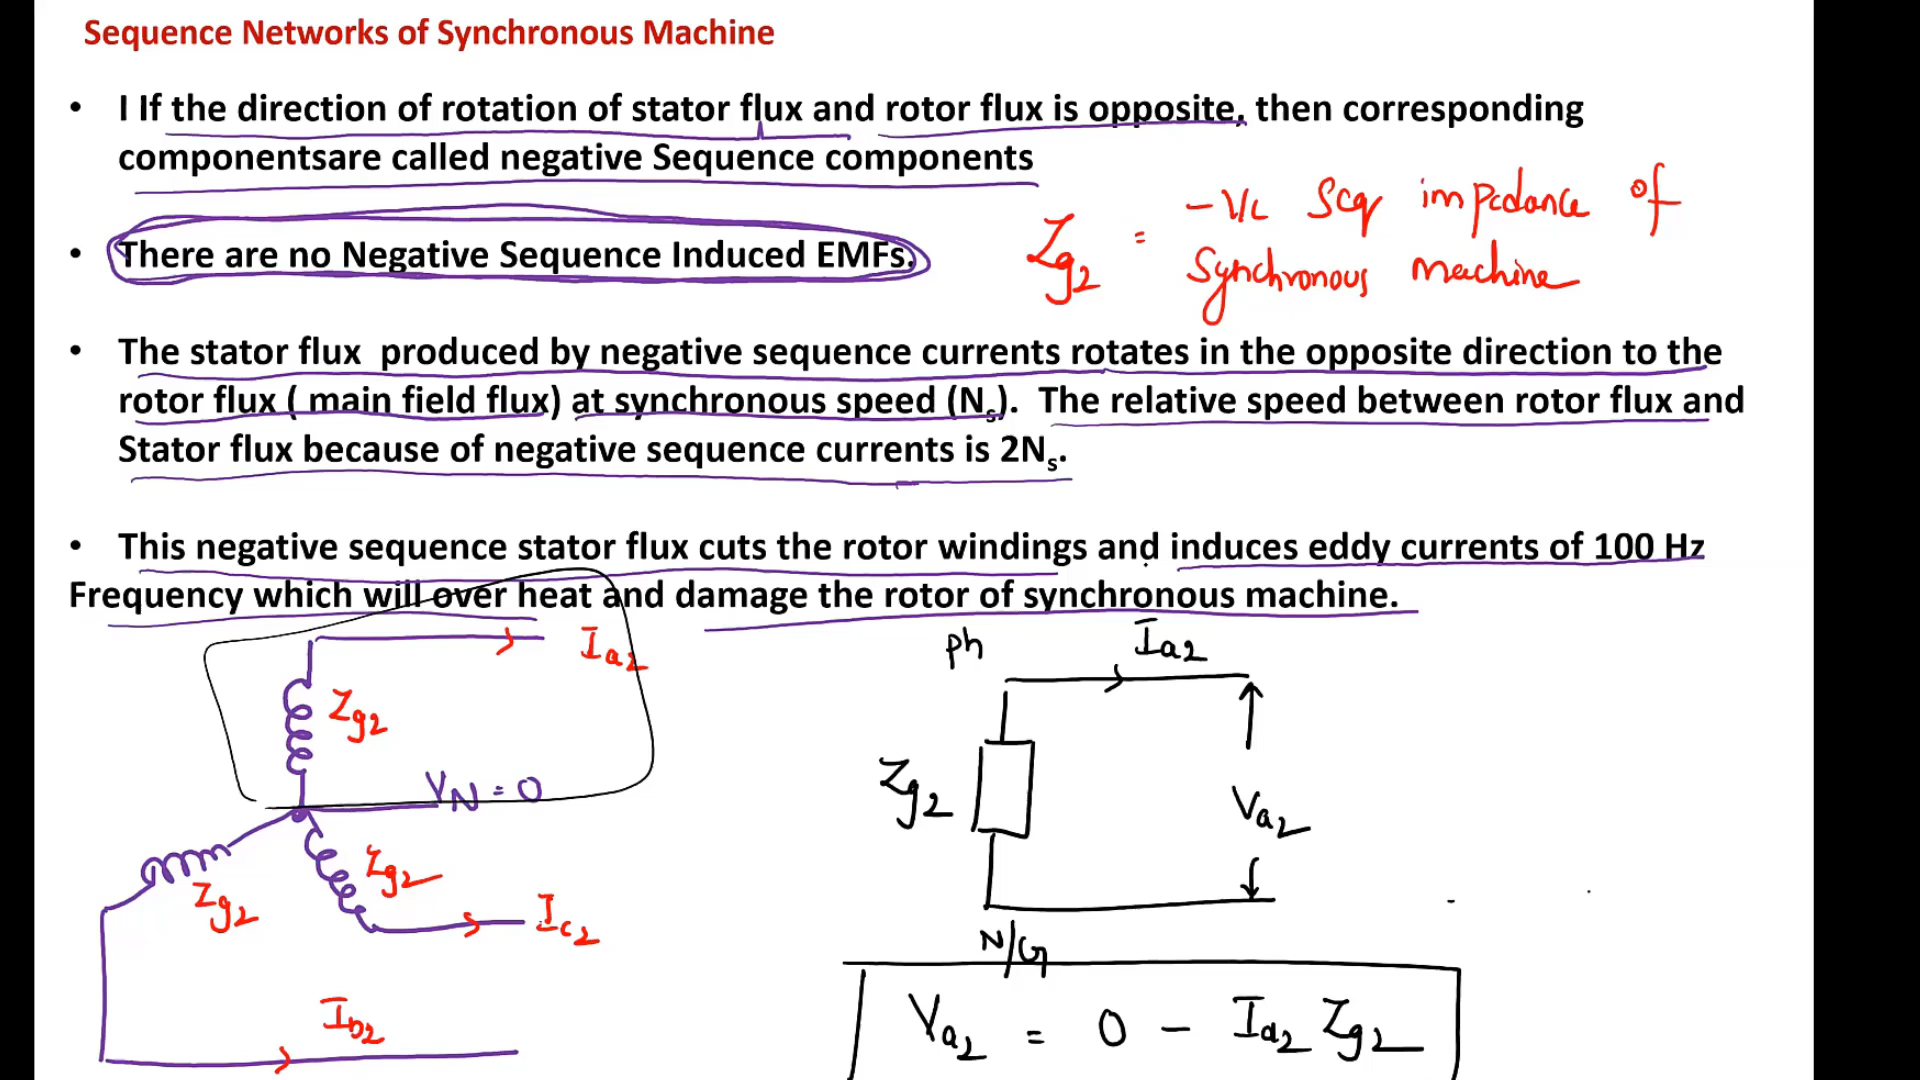 Sequence Networks of Synchronous Machine
• I If the direction of rotation of stator flux and rotor flux is opposite, then corresponding
componentsare called negative Sequence components
• There are no Negative Sequence Induced EMFs.
Zg2 = -ve Seq impedance of
Synchronous machine
• The stator flux produced by negative sequence currents rotates in the opposite direction to the
rotor flux ( main field flux) at synchronous speed (Ns). The relative speed between rotor flux and
Stator flux because of negative sequence currents is 2Ns.
• This negative sequence stator flux cuts the rotor windings and induces eddy currents of 100 Hz
Frequency which will over heat and damage the rotor of synchronous machine.
Ia2
Zg2
VN = 0
Zg2
Zg2
Ic2
Ib2
ph
Ia2
Zg2
Va2
N/G
Va2 = 0 - Ia2 Zg2